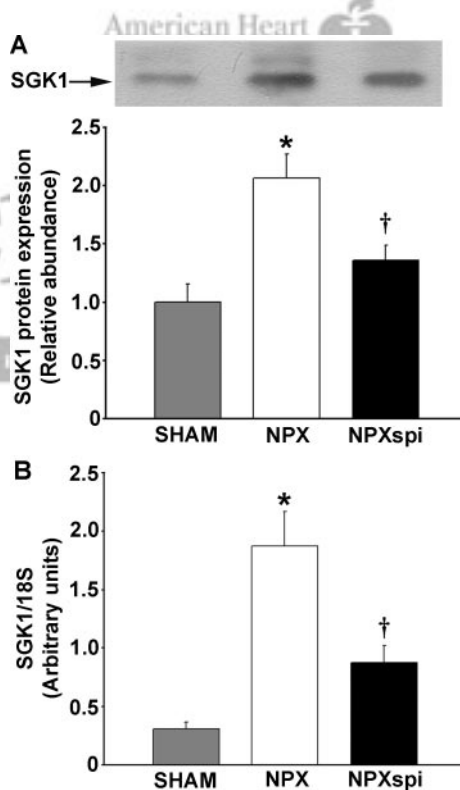 American Heart
A
SGK1
SGK1 protein expression
(Relative abundance)
2.5
2.0
1.5
1.0
0.5
0
*
†
SHAM NPX NPXspi
B
SGK1/18S
(Arbitrary units)
2.5
2.0
1.5
1.0
0.5
0
*
†
SHAM NPX NPXspi